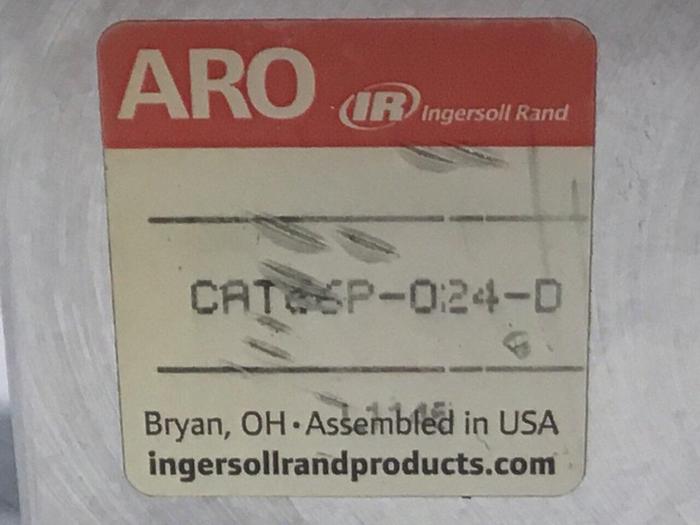 ARO
IR Ingersoll Rand
Bryan, OH • Assembled in USA
ingersollrandproducts.com